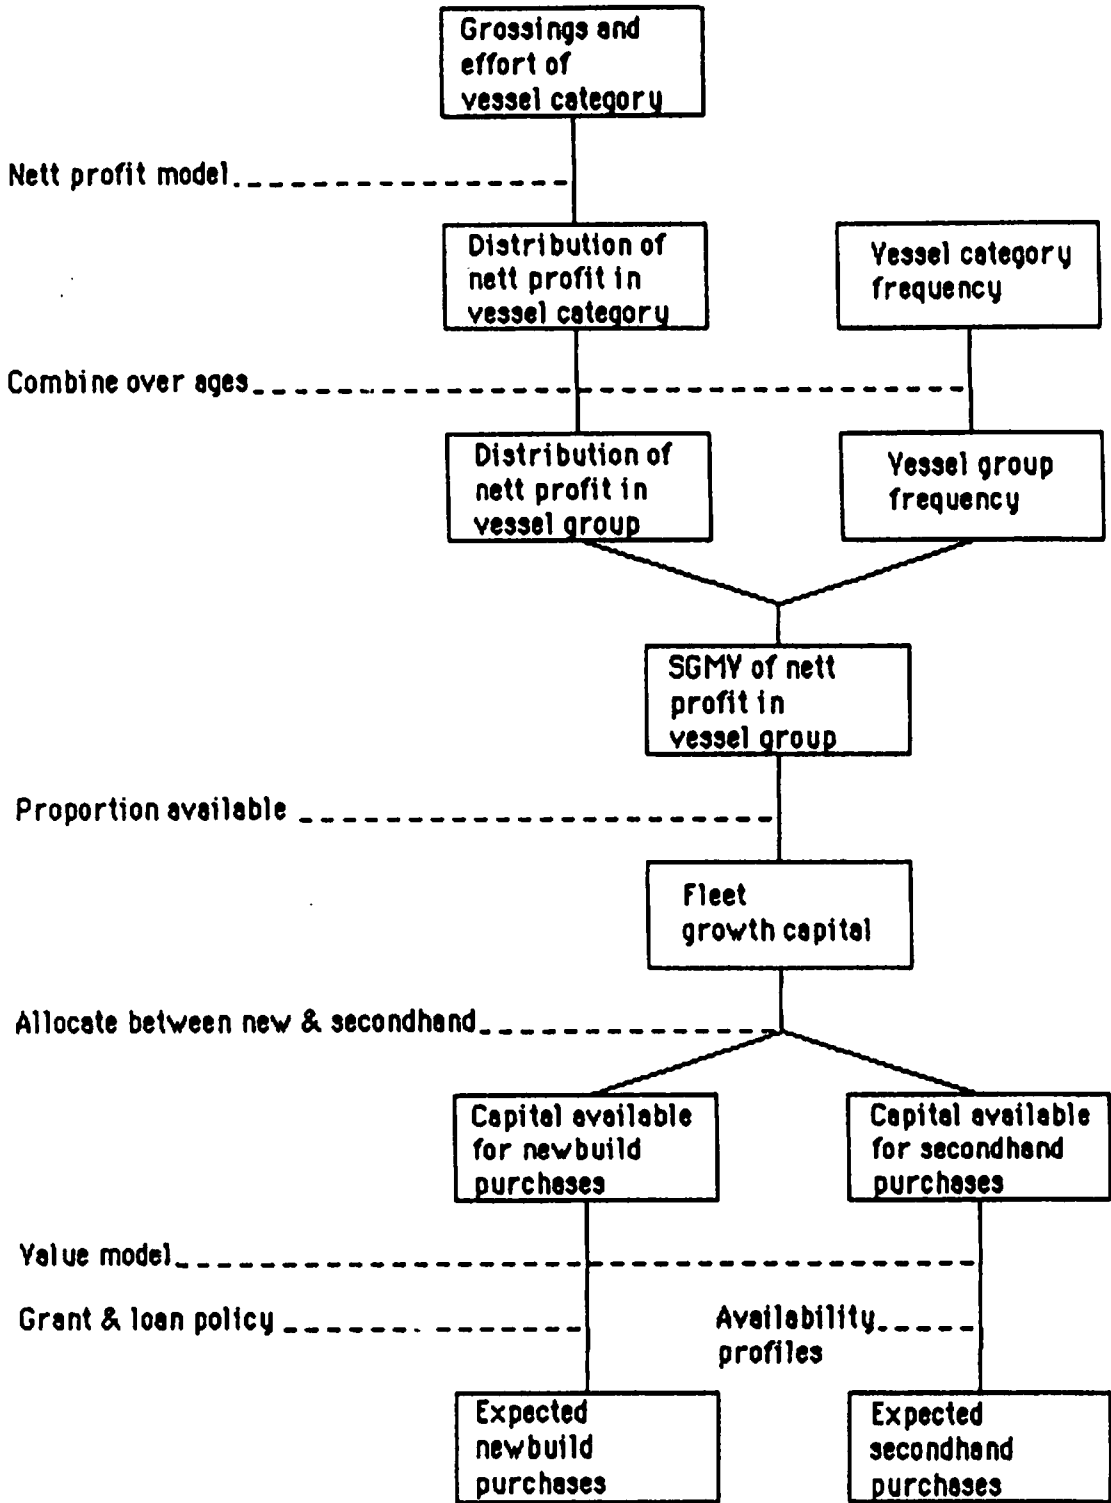 Grossings and
effort of
vessel category
Nett profit model
Distribution of
nett profit in
vessel category
Vessel category
frequency
Combine over ages
Distribution of
nett profit in
vessel group
Vessel group
frequency
SGMV of nett
profit in
vessel group
Proportion available
Fleet
growth capital
Allocate between new & secondhand
Capital available
for newbuild
purchases
Capital available
for secondhand
purchases
Value model
Grant & loan policy
Availability
profiles
Expected
newbuild
purchases
Expected
secondhand
purchases